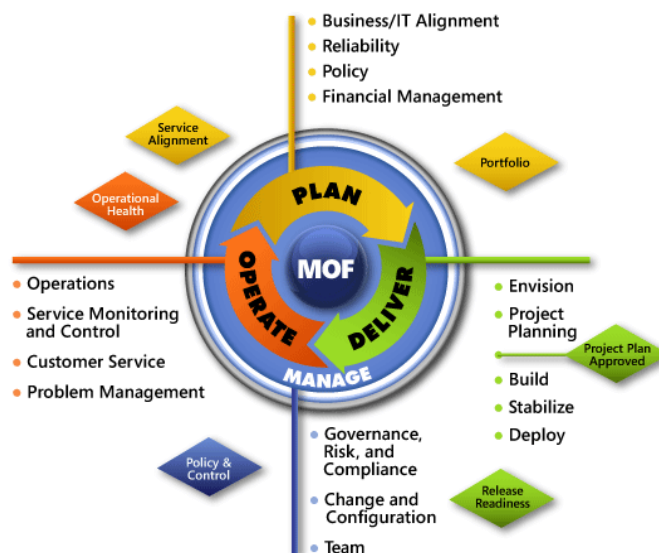 Business/IT Alignment
Reliability
Policy
Financial Management
Service
Alignment
Portfolio
Operational
Health
PLAN
OPERATE
MOF
DELIVER
MANAGE
Operations
Service Monitoring
and Control
Customer Service
Problem Management
Envision
Project
Planning
Project Plan
Approved
Build
Stabilize
Deploy
Policy &
Control
Governance,
Risk, and
Compliance
Change and
Configuration
Team
Release
Readiness